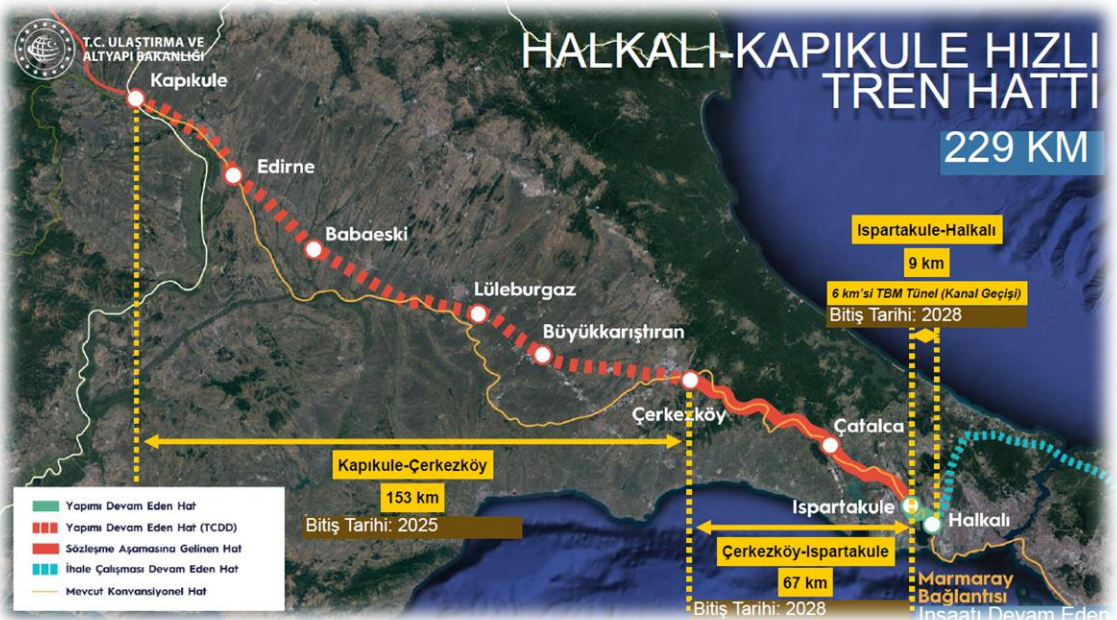 T.C. ULAŞTIRMA VE
ALTYAPI BAKANLIĞI
HALKALI-KAPIKULE HIZLI
TREN HATTI
229 KM
Kapıkule
Edirne
Babaeski
Lüleburgaz
Büyükkarıştıran
Çerkezköy
Çatalca
Ispartakule
Halkalı
Ispartakule-Halkalı
9 km
6 km'si TBM Tünel (Kanal Geçişi)
Bitiş Tarihi: 2028
Kapıkule-Çerkezköy
153 km
Bitiş Tarihi: 2025
Çerkezköy-Ispartakule
67 km
Bitiş Tarihi: 2028
Marmaray
Bağlantısı
İnşaatı Devam Eden
Yapımı Devam Eden Hat
Yapımı Devam Eden Hat (TCDD)
Sözleşme Aşamasına Gelinen Hat
İhale Çalışması Devam Eden Hat
Mevcut Konvansiyonel Hat